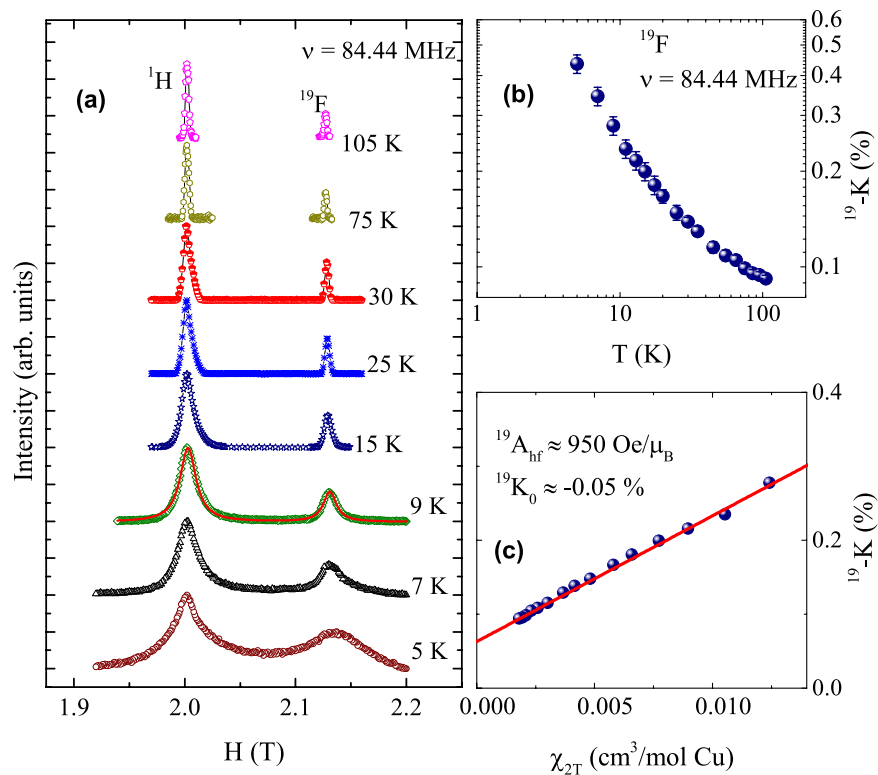 (a)
¹H
ν = 84.44 MHz
¹⁹F
105 K
75 K
30 K
25 K
15 K
9 K
7 K
5 K
Intensity (arb. units)
1.9 2.0 2.1 2.2
H (T)
(b)
¹⁹F
ν = 84.44 MHz
0.6
0.5
0.4
0.3
0.2
0.1
¹⁹-K (%)
1 10 100
T (K)
¹⁹A_hf ≈ 950 Oe/μ_B
¹⁹K₀ ≈ -0.05 %
(c)
0.4
0.2
0.0
¹⁹-K (%)
0.000 0.005 0.010
χ_2T (cm³/mol Cu)